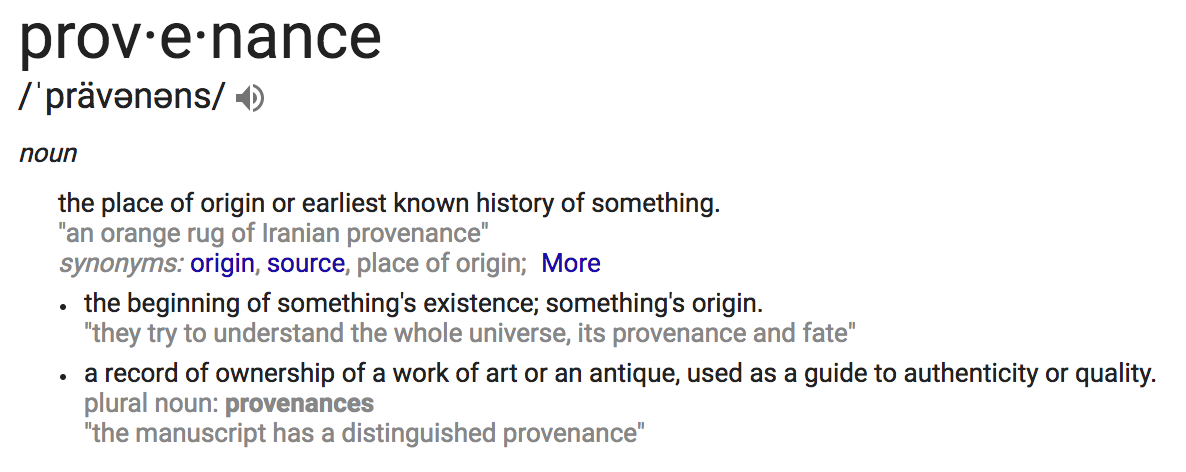 prov·e·nance
/ˈprävənəns/
noun
the place of origin or earliest known history of something.
"an orange rug of Iranian provenance"
synonyms: origin, source, place of origin; More
• the beginning of something's existence; something's origin.
"they try to understand the whole universe, its provenance and fate"
• a record of ownership of a work of art or an antique, used as a guide to authenticity or quality.
plural noun: provenances
"the manuscript has a distinguished provenance"